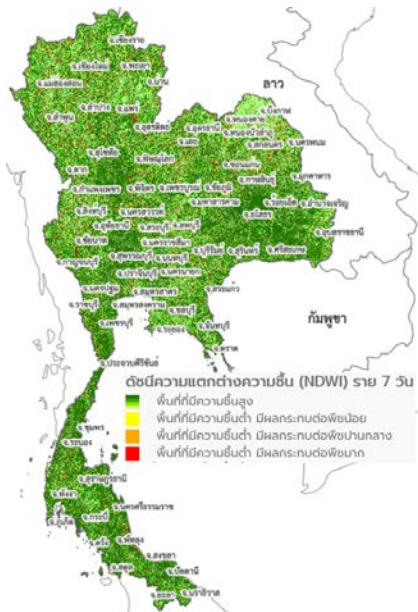 จ.เชียงราย
จ.เชียงใหม่
จ.พะเยา
จ.แม่ฮ่องสอน
จ.น่าน
ลาว
จ.ลำปาง
จ.แพร่
จ.บึงกาฬ
จ.ลำพูน
จ.อุตรดิตถ์
จ.อุดรธานี
จ.หนองคาย
จ.เลย
จ.หนองบัวลำภู
จ.สกลนคร
จ.นครพนม
จ.สุโขทัย
จ.พิษณุโลก
จ.ขอนแก่น
จ.ตาก
จ.กาฬสินธุ์
จ.มุกดาหาร
จ.กำแพงเพชร
จ.พิจิตร
จ.เพชรบูรณ์
จ.ชัยภูมิ
จ.มหาสารคาม
จ.ร้อยเอ็ด
จ.อำนาจเจริญ
จ.ยโสธร
จ.สิงห์บุรี
จ.นครสวรรค์
จ.อุทัยธานี
จ.สระบุรี
จ.ลพบุรี
จ.อุบลราชธานี
จ.ชัยนาท
จ.นครราชสีมา
จ.บุรีรัมย์
จ.สุรินทร์
จ.ศรีสะเกษ
จ.สุพรรณบุรี
จ.นนทบุรี
จ.กาญจนบุรี
จ.ปราจีนบุรี
จ.นครนายก
จ.นครปฐม
จ.สมุทรสาคร
จ.สระแก้ว
จ.ราชบุรี
จ.สมุทรสงคราม
จ.ชลบุรี
กัมพูชา
จ.เพชรบุรี
จ.ระยอง
จ.จันทบุรี
จ.ตราด
จ.ประจวบคีรีขันธ์
ดัชนีความแตกต่างความชื้น (NDWI) ราย 7 วัน
พื้นที่ที่มีความชื้นสูง
พื้นที่ที่มีความชื้นต่ำ มีผลกระทบต่อพืชน้อย
พื้นที่ที่มีความชื้นต่ำ มีผลกระทบต่อพืชปานกลาง
พื้นที่ที่มีความชื้นต่ำ มีผลกระทบต่อพืชมาก
จ.ชุมพร
จ.ระนอง
จ.สุราษฎร์ธานี
จ.พังงา
จ.นครศรีธรรมราช
จ.ภูเก็ต
จ.กระบี่
จ.ตรัง
จ.พัทลุง
จ.สงขลา
จ.สตูล
จ.ปัตตานี
จ.ยะลา
จ.นราธิวาส